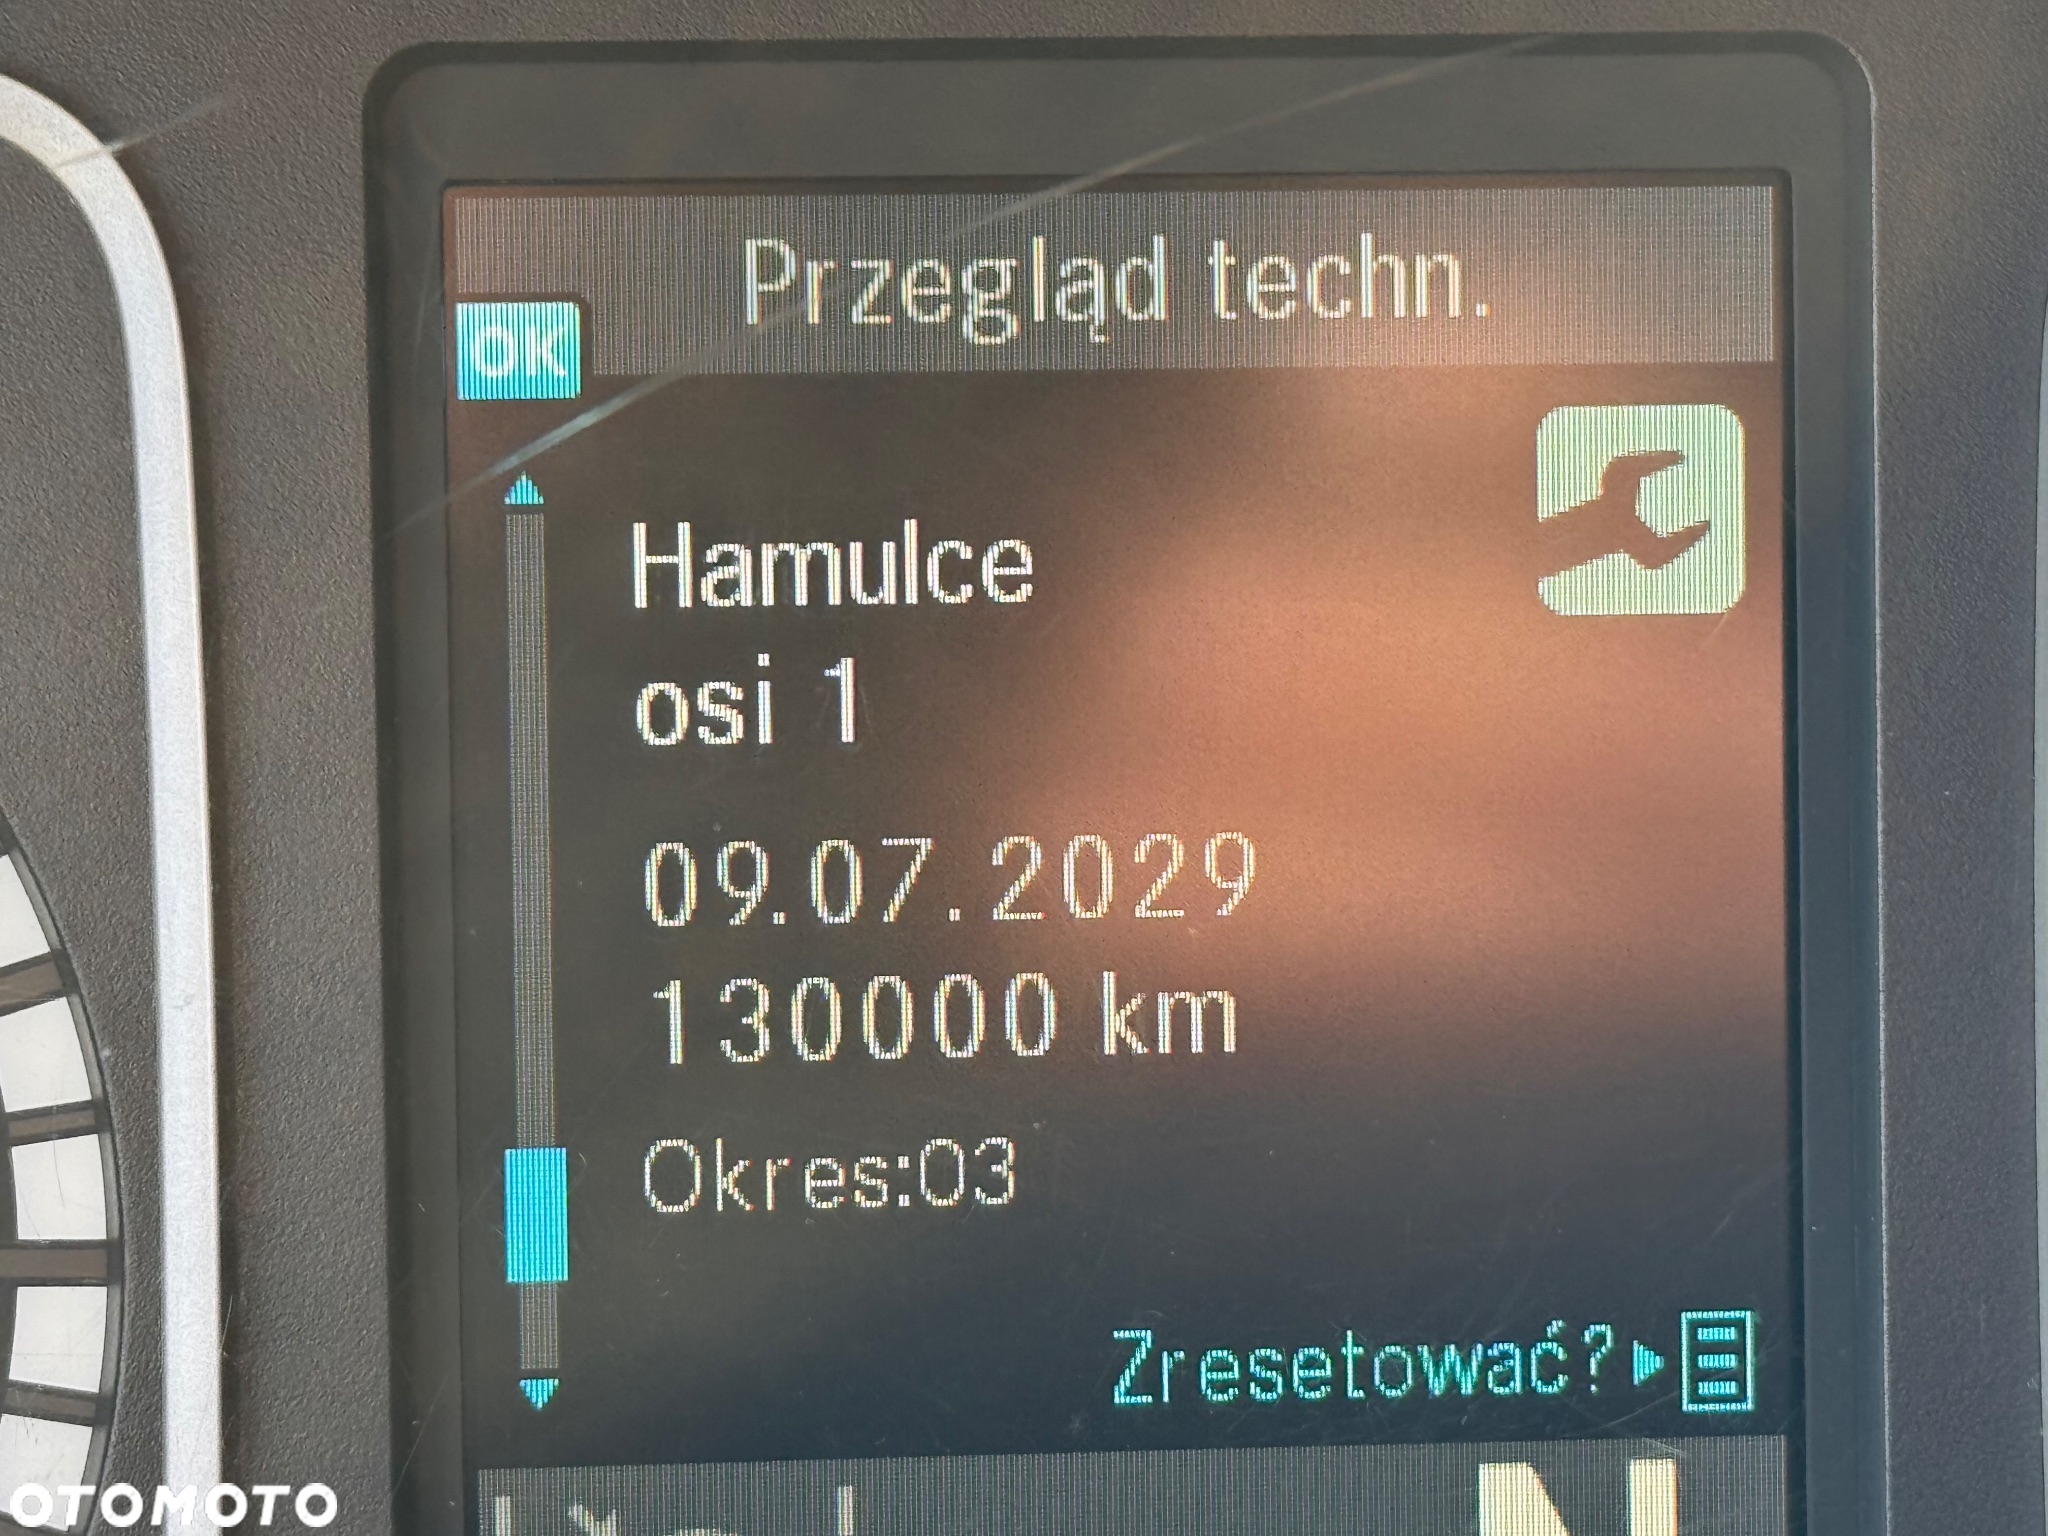 Przegląd techn.
OK
Hamulce
osi 1
09.07.2029
130000 km
Okres:03
Zresetować?
N
OTOMOTO